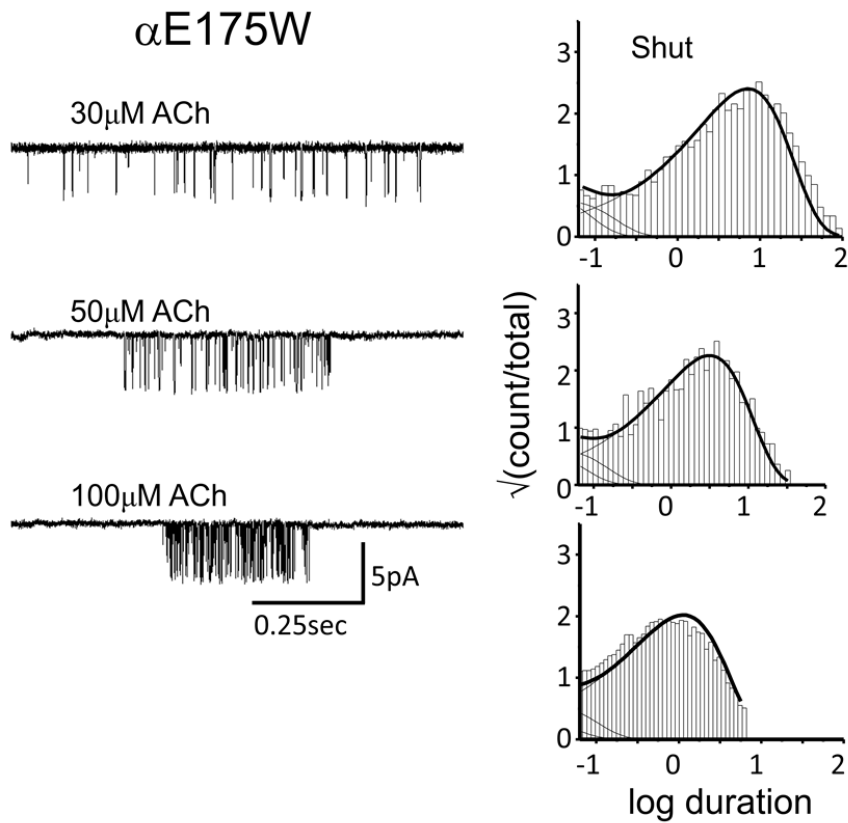 αE175W
30μM ACh
50μM ACh
100μM ACh
5pA
0.25sec
Shut
3
2
1
0
-1 0 1 2
3
2
1
0
-1 0 1 2
3
2
1
0
-1 0 1 2
√(count/total)
log duration